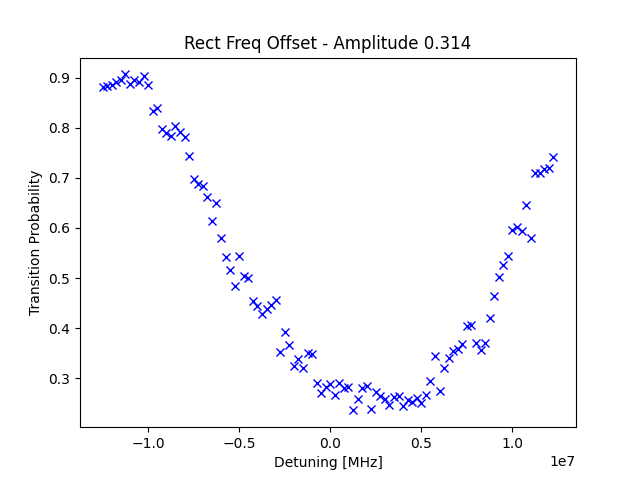 Rect Freq Offset - Amplitude 0.314
Transition Probability
0.9
0.8
0.7
0.6
0.5
0.4
0.3
−1.0 −0.5 0.0 0.5 1.0
1e7
Detuning [MHz]